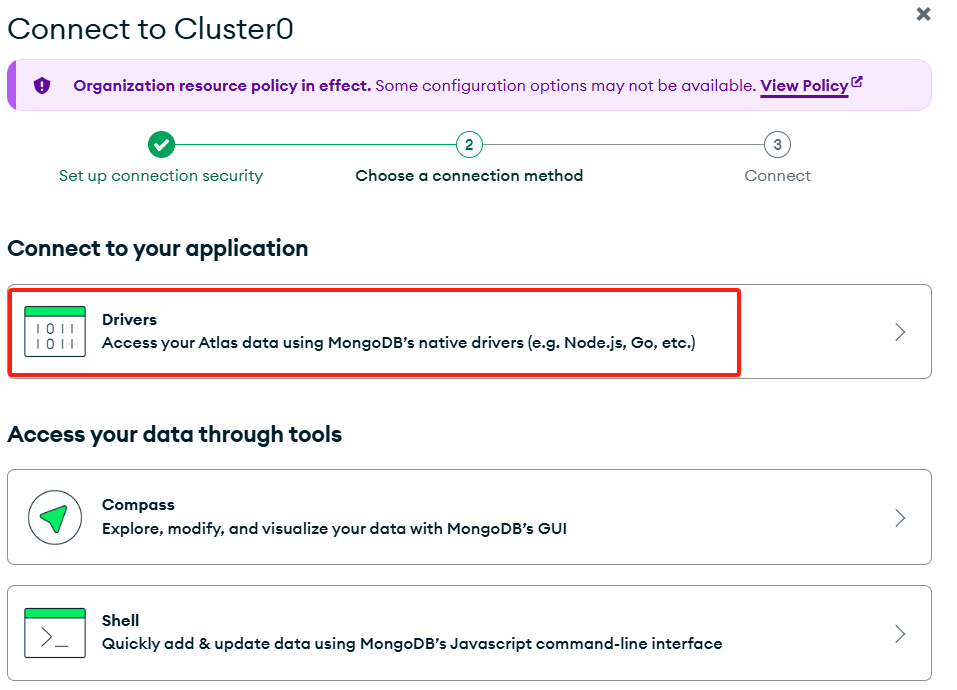 Connect to Cluster0
Organization resource policy in effect. Some configuration options may not be available. View Policy
2
3
Set up connection security
Choose a connection method
Connect
Connect to your application
1011
1011
Drivers
Access your Atlas data using MongoDB’s native drivers (e.g. Node.js, Go, etc.)
Access your data through tools
Compass
Explore, modify, and visualize your data with MongoDB’s GUI
Shell
Quickly add & update data using MongoDB’s Javascript command-line interface